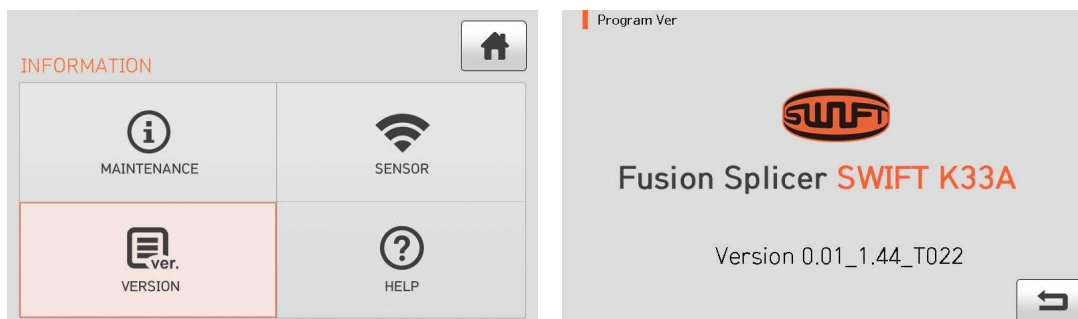 INFORMATION
MAINTENANCE
SENSOR
ver.
VERSION
HELP
Program Ver
SWIFT
Fusion Splicer SWIFT K33A
Version 0.01_1.44_T022